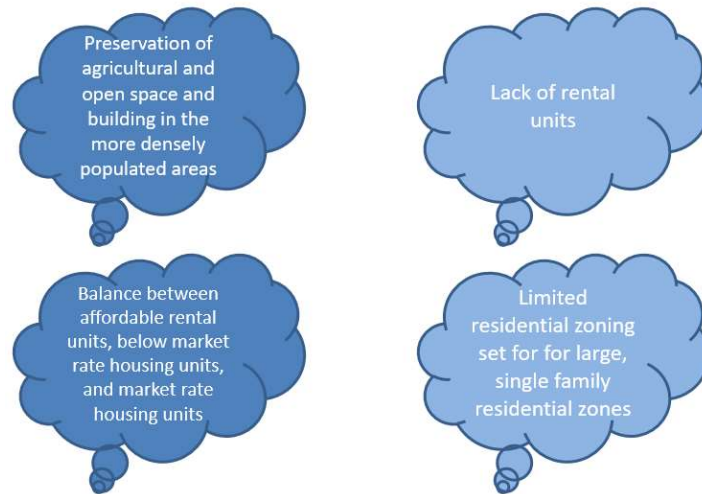 Preservation of
agricultural and
open space and
building in the
more densely
populated areas
Lack of rental
units
Balance between
affordable rental
units, below market
rate housing units,
and market rate
housing units
Limited
residential zoning
set for for large,
single family
residential zones